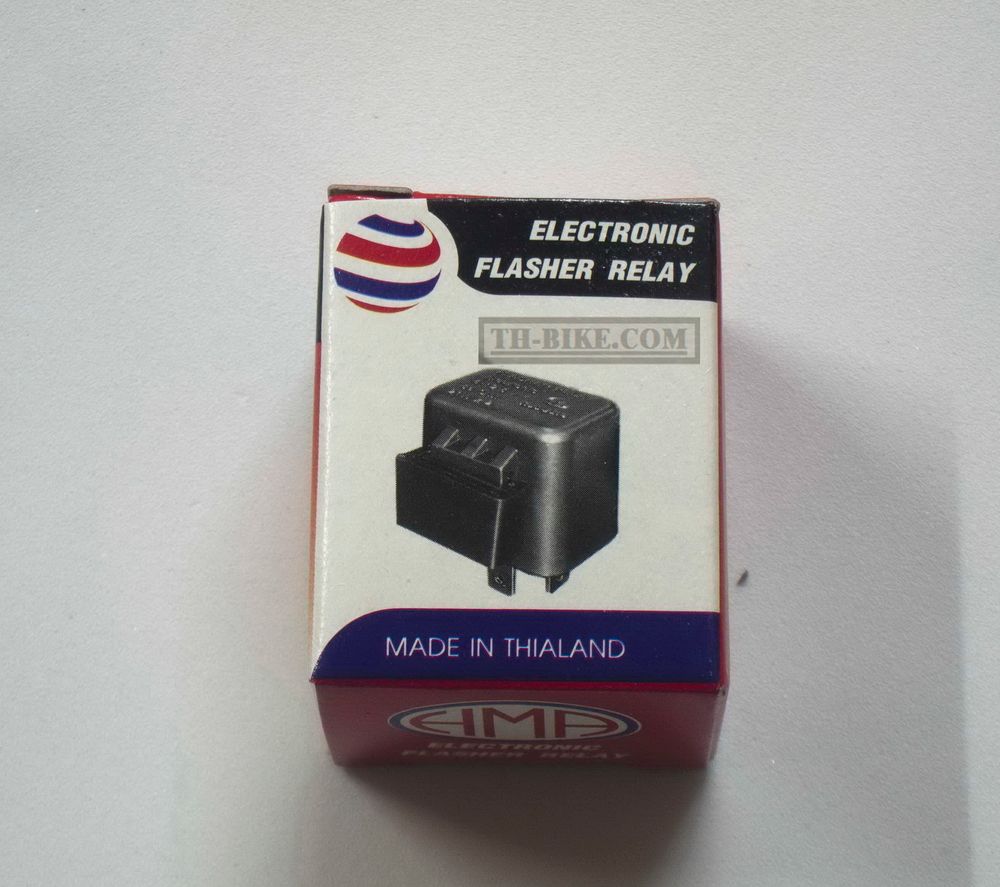 ELECTRONIC
FLASHER RELAY
TH-BIKE.COM
MADE IN THIALAND
HMA
ELECTRONIC
FLASHER RELAY